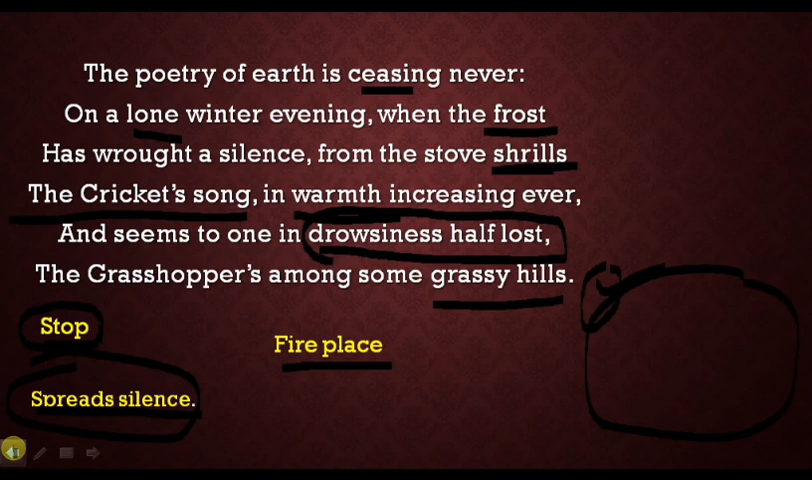 The poetry of earth is ceasing never:
On a lone winter evening, when the frost
Has wrought a silence, from the stove shrills
The Cricket's song, in warmth increasing ever,
And seems to one in drowsiness half lost,
The Grasshopper's among some grassy hills.
Stop
Fire place
Spreads silence.